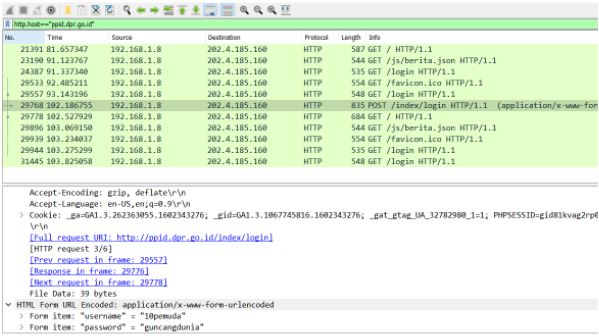 http.host=="ppid.dpr.go.id"
No. Time Source Destination Protocol Length Info
21391 81.657347 192.168.1.8 202.4.185.160 HTTP 587 GET / HTTP/1.1
23190 91.123767 192.168.1.8 202.4.185.160 HTTP 544 GET /js/berita.json HTTP/1.1
24387 91.337340 192.168.1.8 202.4.185.160 HTTP 535 GET /login HTTP/1.1
29533 92.485211 192.168.1.8 202.4.185.160 HTTP 554 GET /favicon.ico HTTP/1.1
29557 93.143196 192.168.1.8 202.4.185.160 HTTP 548 GET /login HTTP/1.1
29768 102.186755 192.168.1.8 202.4.185.160 HTTP 835 POST /index/login HTTP/1.1 (application/x-www-for
29778 102.527929 192.168.1.8 202.4.185.160 HTTP 684 GET / HTTP/1.1
29896 103.069150 192.168.1.8 202.4.185.160 HTTP 544 GET /js/berita.json HTTP/1.1
29939 103.234037 192.168.1.8 202.4.185.160 HTTP 554 GET /favicon.ico HTTP/1.1
29944 103.275299 192.168.1.8 202.4.185.160 HTTP 535 GET /login HTTP/1.1
31445 103.825058 192.168.1.8 202.4.185.160 HTTP 548 GET /login HTTP/1.1
Accept-Encoding: gzip, deflate\r\n
Accept-Language: en-US,en;q=0.9\r\n
Cookie: _ga=GA1.3.262363055.1602343276; _gid=GA1.3.1067745816.1602343276; _gat_gtag_UA_32782980_1=1; PHPSESSID=gid81kvag2rp0
\r\n
[Full request URI: http://ppid.dpr.go.id/index/login]
[HTTP request 3/6]
[Prev request in frame: 29557]
[Response in frame: 29776]
[Next request in frame: 29778]
File Data: 39 bytes
HTML Form URL Encoded: application/x-www-form-urlencoded
Form item: "username" = "10pemuda"
Form item: "password" = "guncangdunia"